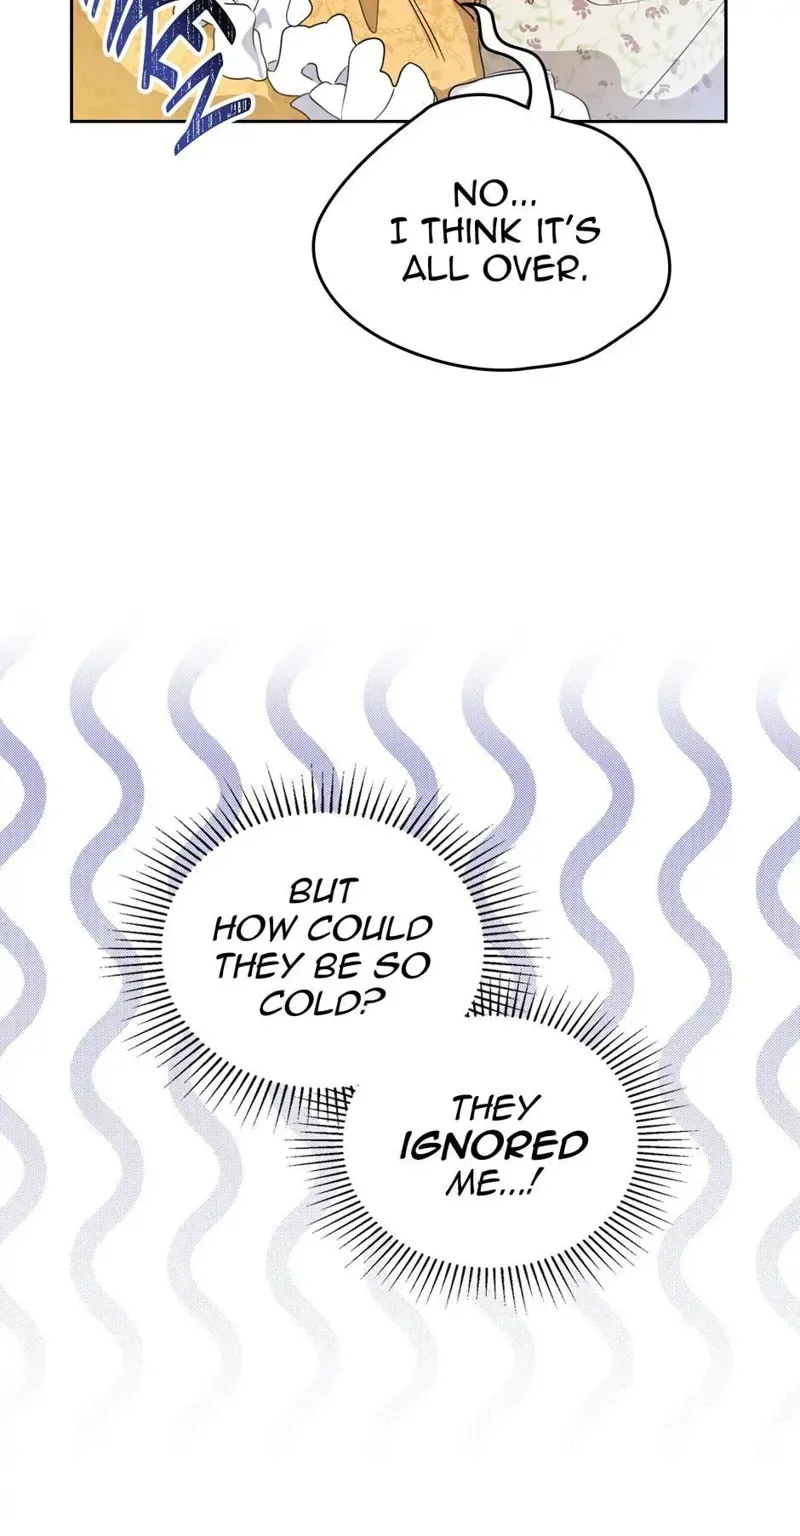 NO...
I THINK IT'S
ALL OVER.
BUT
HOW COULD
THEY BE SO
COLD?
THEY
IGNORED
ME...!